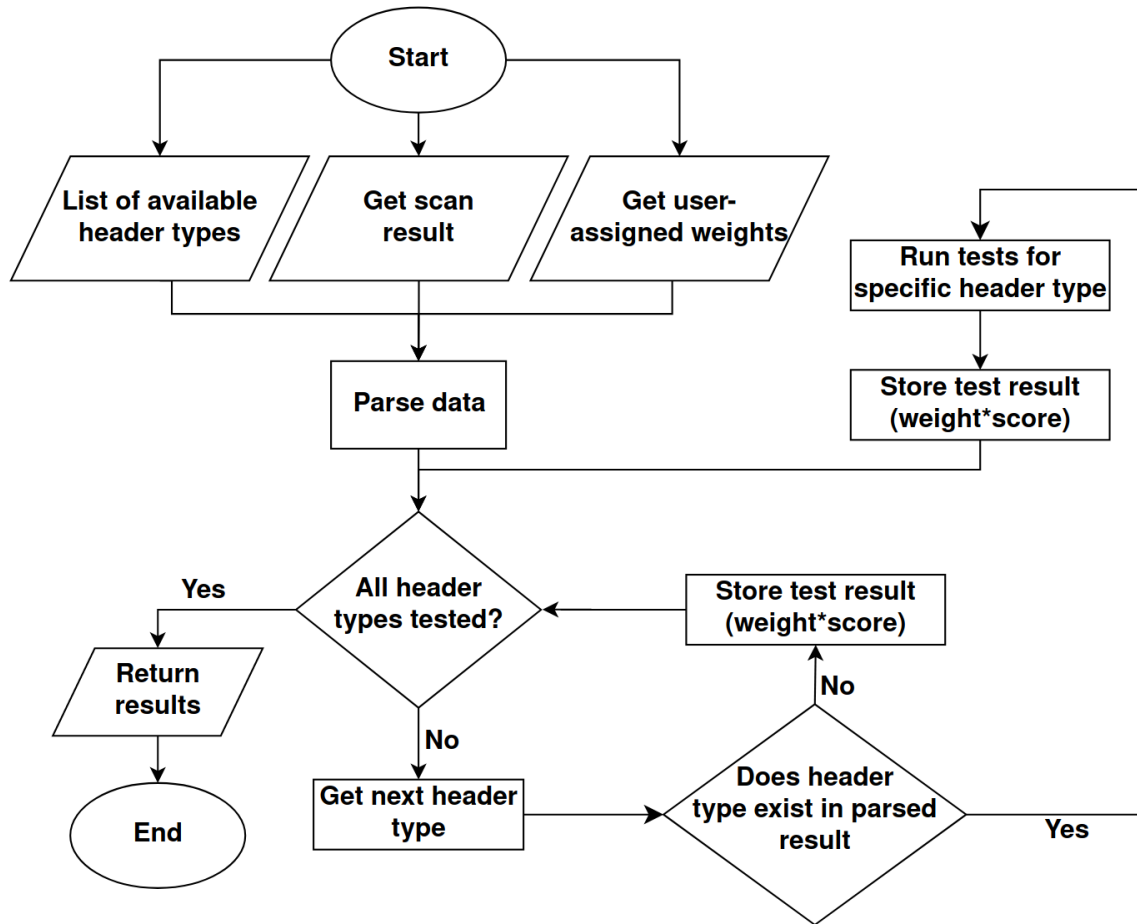 Start
List of available
header types
Get scan
result
Get user-
assigned weights
Run tests for
specific header type
Parse data
Store test result
(weight*score)
Yes
All header
types tested?
Store test result
(weight*score)
Return
results
No
No
Get next header
type
Does header
type exist in parsed
result
Yes
End